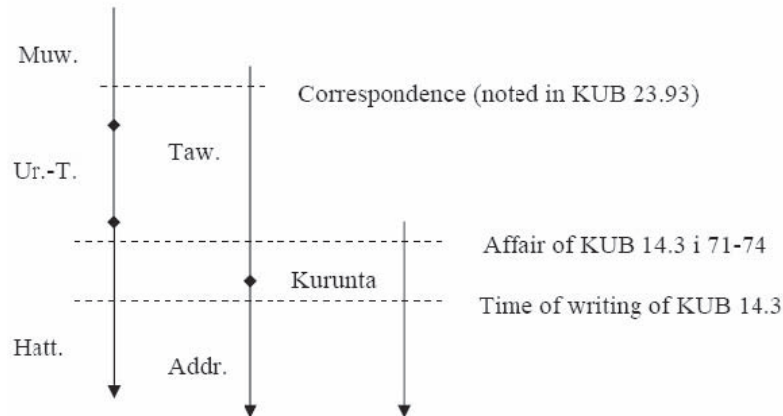 Muw.
Correspondence (noted in KUB 23.93)
Taw.
Ur.-T.
Affair of KUB 14.3 i 71-74
Kurunta
Time of writing of KUB 14.3
Hatt.
Addr.